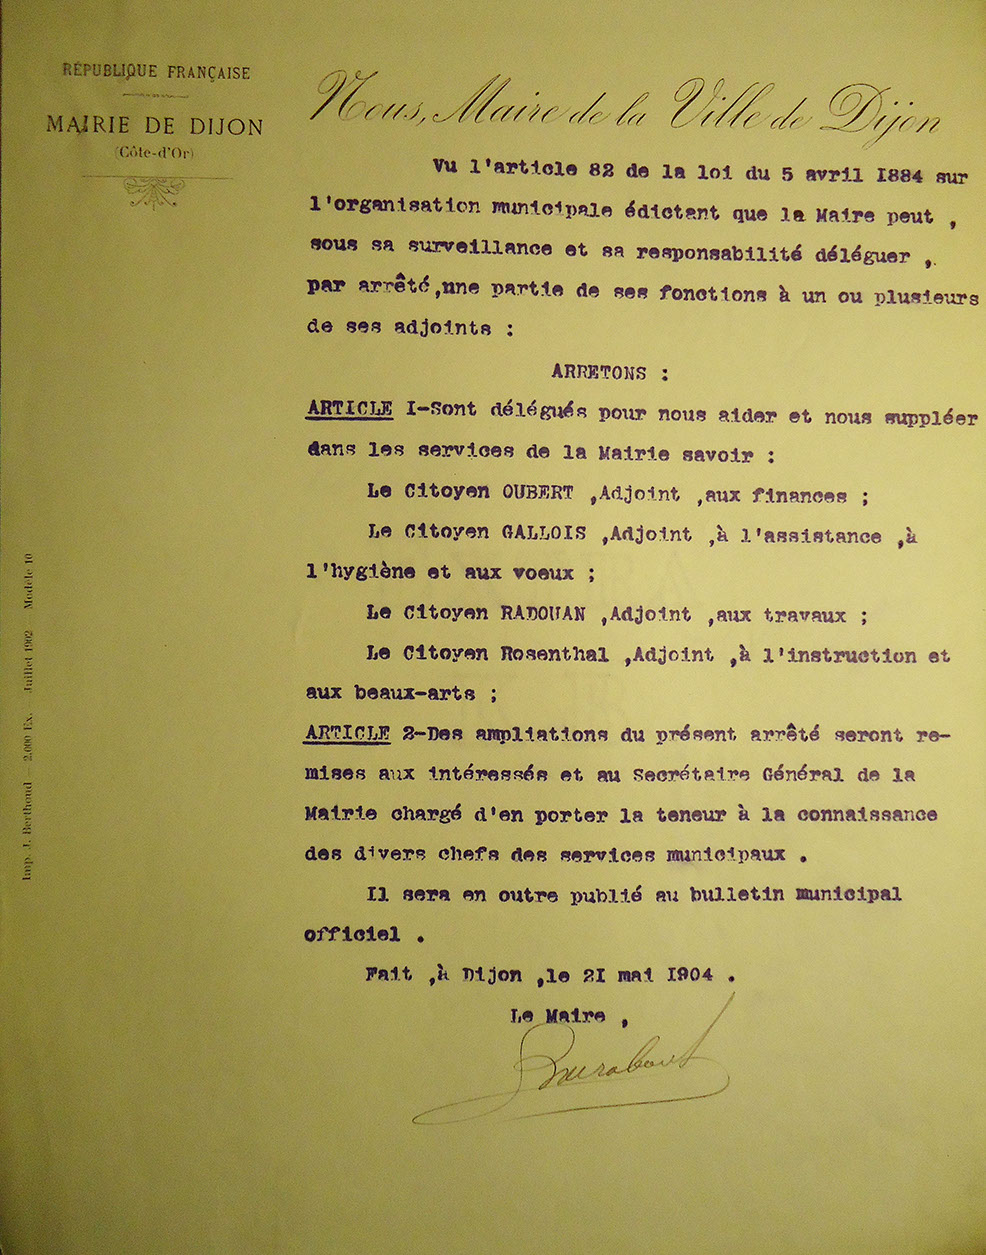 RÉPUBLIQUE FRANÇAISE
MAIRIE DE DIJON
(Côte-d'Or)
Nous, Maire de la Ville de Dijon
Vu l'article 82 de la loi du 5 avril I884 sur
l'organisation municipale édictant que la Maire peut ,
sous sa surveillance et sa responsabilité déléguer ,.
par arrêté,une partie de ses fonctions à un ou plusieurs
de ses adjoints :
ARRETONS :
ARTICLE I-Sont délégués pour nous aider et nous suppléer
dans les services de la Mairie savoir :
Le Citoyen OUBERT ,Adjoint ,aux finances ;
Le Citoyen GALLOIS ,Adjoint ,à l'assistance ,à
l'hygiène et aux voeux ;
Le Citoyen RADOUAN ,Adjoint ,aux travaux ;
Le Citoyen Rosenthal ,Adjoint ,à l'instruction et
aux beaux-arts ;
ARTICLE 2-Des ampliations du présent arrêté seront re-
mises aux intéressés et au Secrétaire Général de la
Mairie chargé d'en porter la teneur à la connaissance
des divers chefs des services municipaux .
Il sera en outre publié au bulletin municipal
officiel .
Fait ,à Dijon ,le 2I mai I904 .
Le Maire ,
Imp. J. Berthoud 2.000 Ex. Juillet 1902 Modèle 10